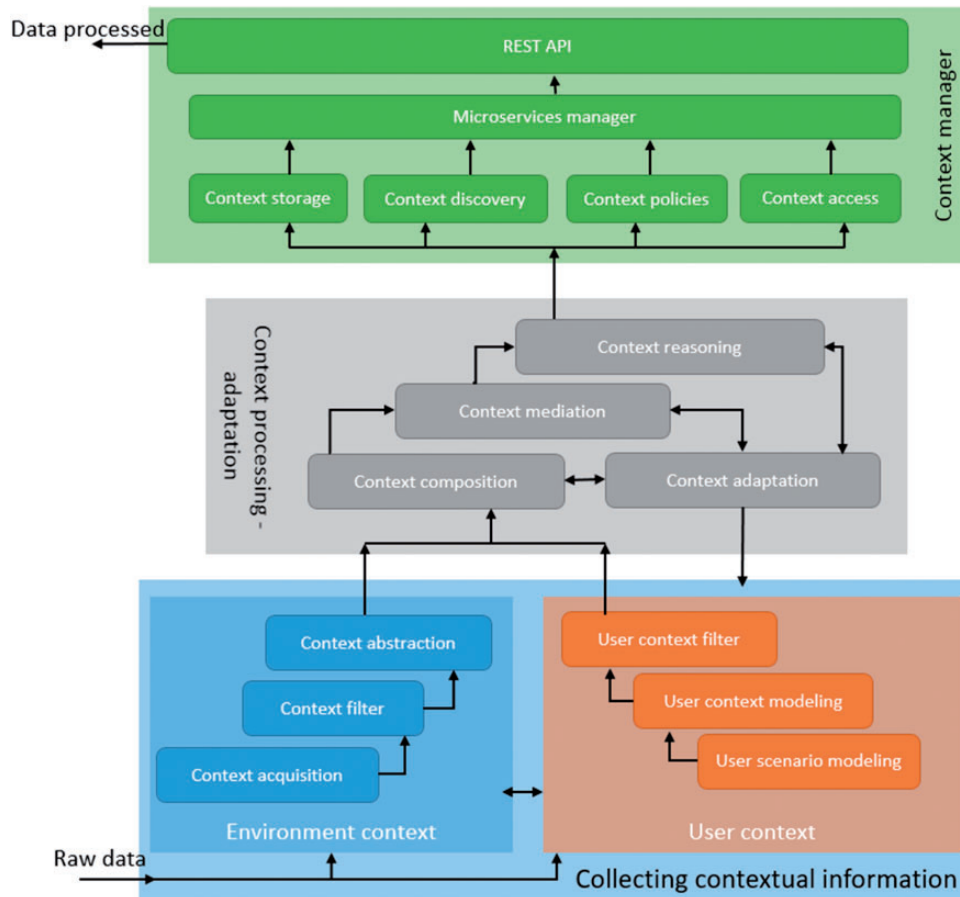 Data processed
REST API
Microservices manager
Context storage
Context discovery
Context policies
Context access
Context manager
Context reasoning
Context mediation
Context composition
Context adaptation
Context processing -
adaptation
Context abstraction
Context filter
Context acquisition
Environment context
User context filter
User context modeling
User scenario modeling
User context
Raw data
Collecting contextual information